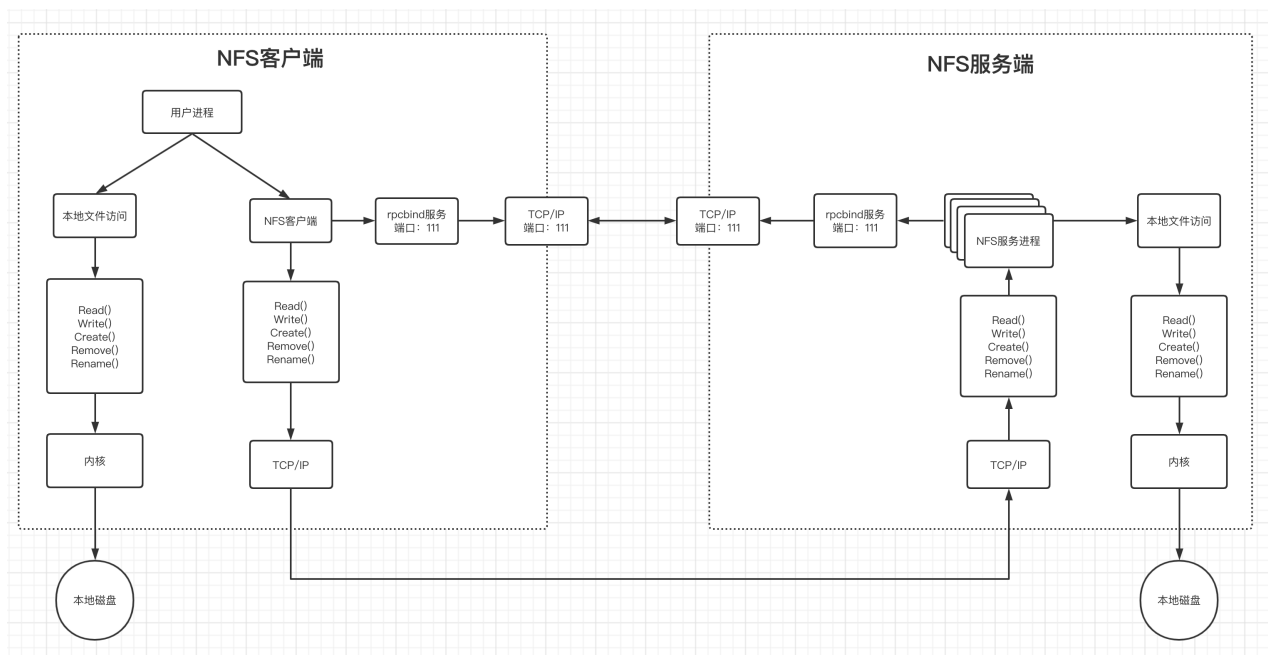 NFS客户端
用户进程
本地文件访问
Read()
Write()
Create()
Remove()
Rename()
内核
本地磁盘
NFS客户端
Read()
Write()
Create()
Remove()
Rename()
TCP/IP
rpcbind服务
端口：111
TCP/IP
端口：111
NFS服务端
TCP/IP
端口：111
rpcbind服务
端口：111
NFS服务进程
Read()
Write()
Create()
Remove()
Rename()
TCP/IP
本地文件访问
Read()
Write()
Create()
Remove()
Rename()
内核
本地磁盘